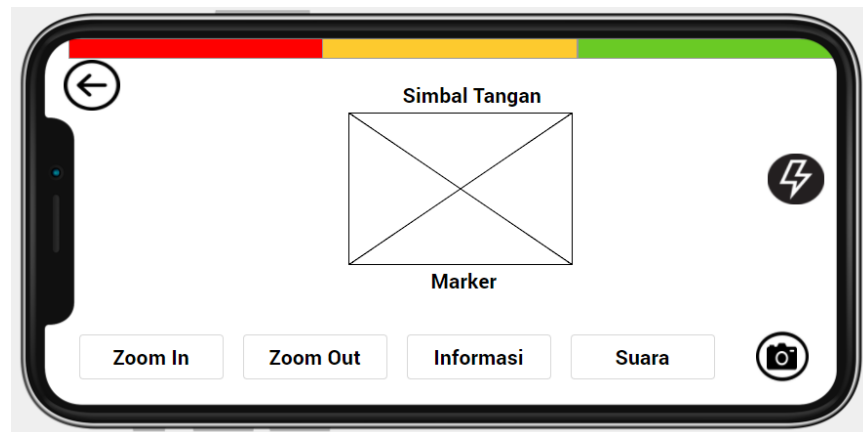 Simbal Tangan
Marker
Zoom In
Zoom Out
Informasi
Suara